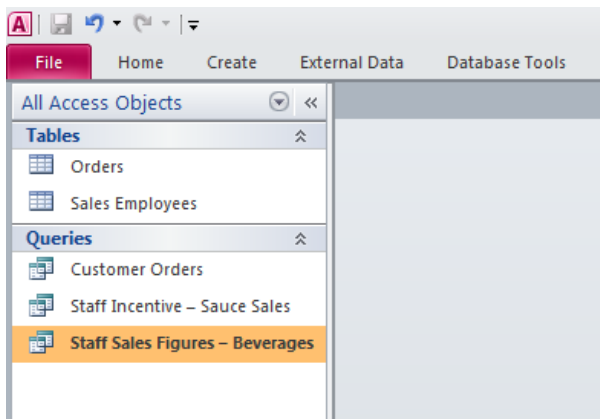 A
File Home Create External Data Database Tools
All Access Objects
Tables
Orders
Sales Employees
Queries
Customer Orders
Staff Incentive – Sauce Sales
Staff Sales Figures – Beverages